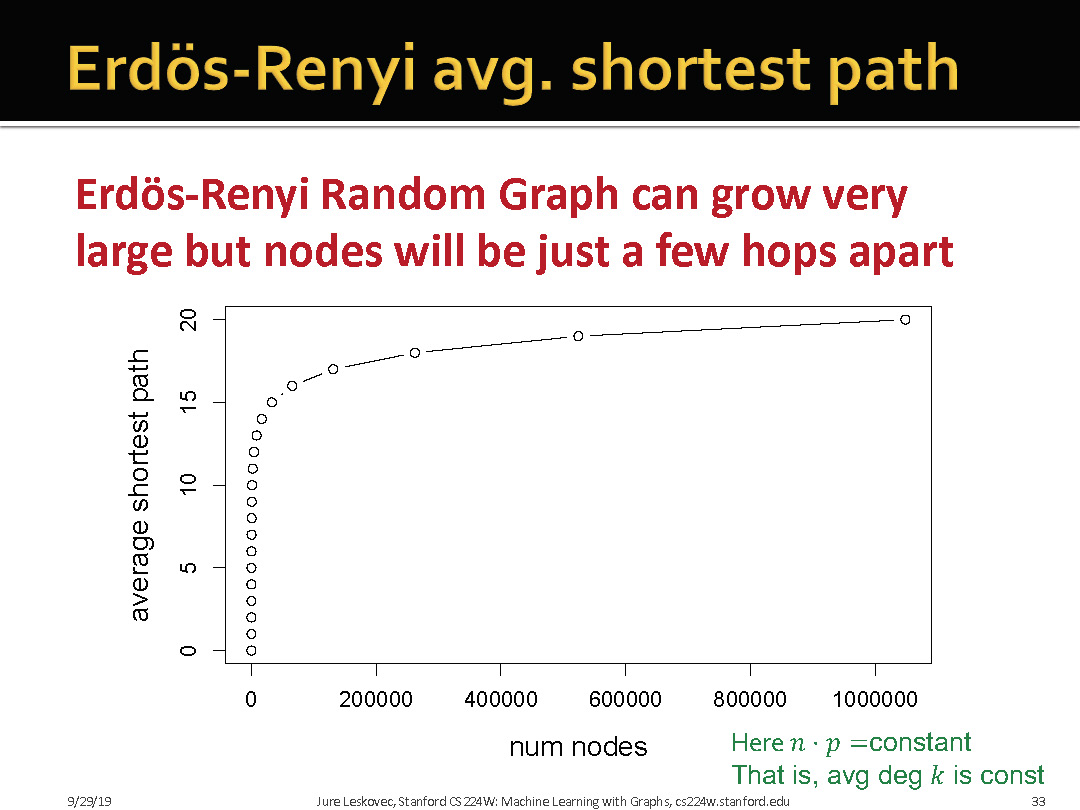 Erdös-Renyi avg. shortest path
Erdös-Renyi Random Graph can grow very
large but nodes will be just a few hops apart
average shortest path
20
15
10
5
0
0 200000 400000 600000 800000 1000000
num nodes
Here n · p =constant
That is, avg deg k is const
9/29/19 Jure Leskovec, Stanford CS224W: Machine Learning with Graphs, cs224w.stanford.edu 33